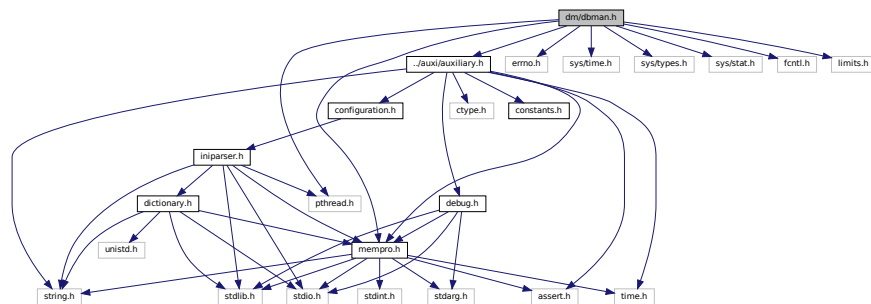 dm/dbman.h
../auxi/auxiliary.h
errno.h
sys/time.h
sys/types.h
sys/stat.h
fcntl.h
limits.h
configuration.h
ctype.h
constants.h
iniparser.h
dictionary.h
pthread.h
debug.h
unistd.h
mempro.h
string.h
stdlib.h
stdio.h
stdint.h
stdarg.h
assert.h
time.h